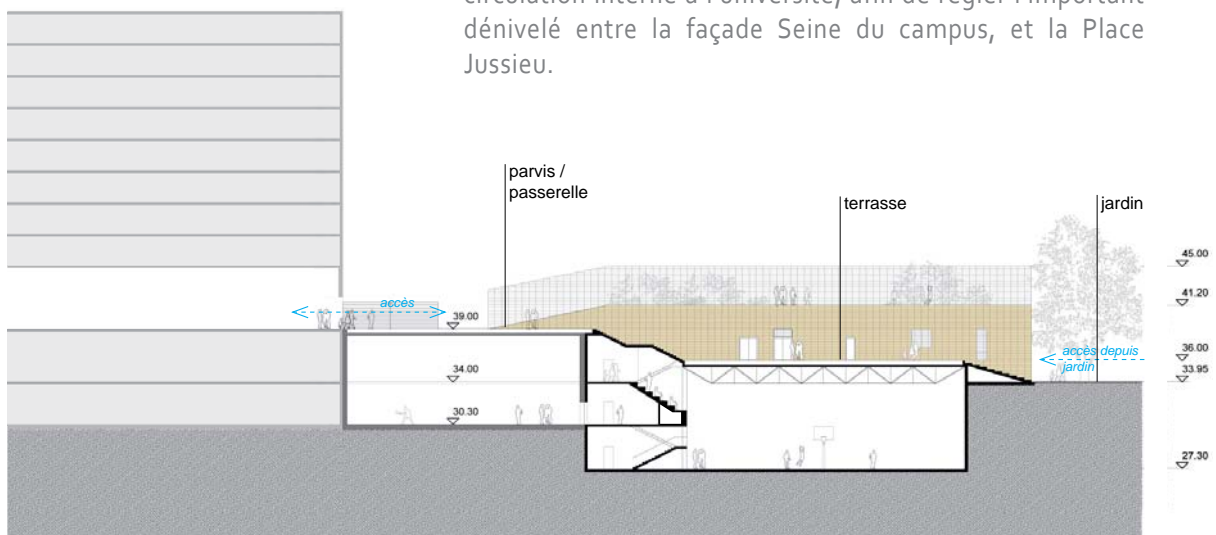 dénivelé entre la façade Seine du campus, et la Place
Jussieu.
parvis /
passerelle
terrasse
jardin
45.00
accès
41.20
39.00
accès depuis
jardin
36.00
34.00
33.95
30.30
27.30